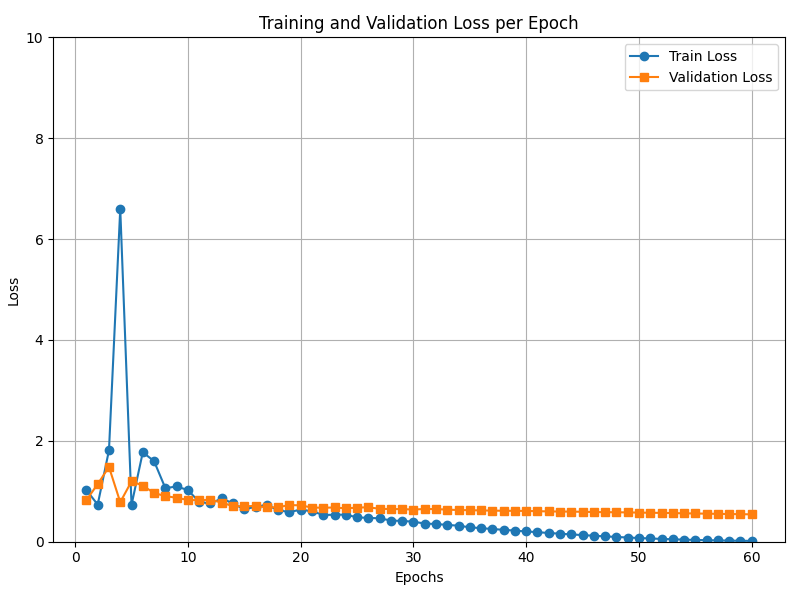 Training and Validation Loss per Epoch
10
8
6
4
2
0
Loss
Train Loss
Validation Loss
0 10 20 30 40 50 60
Epochs